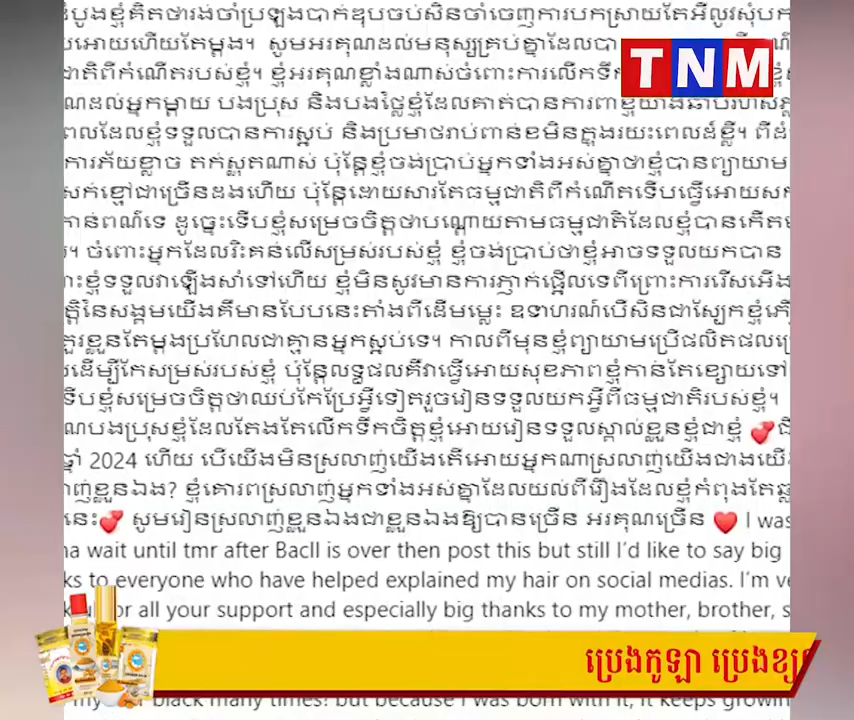 ំបូងខ្ញុំគិតថារង់ចាំប្រឡងបាក់ឌុបចប់សិនចាំចេញការបកស្រាយតែអីលូវសុំបក
បអោយហើយតែម្ដង។ សូមអរគុណដល់មនុស្សគ្រប់គ្នាដែលបា
TNM
ជាតិពីកំណើតរបស់ខ្ញុំ។ ខ្ញុំអរគុណខ្លាំងណាស់ចំពោះការលើកទឹក
ណដល់អ្នកម្ដាយ បងប្រុស និងបងថ្លៃខ្ញុំដែលគាត់បានការពាខ្ញុំយ៉ាង
ពេលដែលខ្ញុំទទួលបានការស្អប់ និងប្រមាថរាប់ពាន់ខមិនក្នុងរយះពេលដ៍ខ្លី។ ពីដំ
ការភ័យខ្លាច តក់ស្លុតណាស់ ប៉ុន្តែខ្ញុំចង់ប្រាប់អ្នកទាំងអស់គ្នាថាខ្ញុំបានព្យាយាម
សក់ខ្មៅជាច្រើនដងហើយ ប៉ុន្តែដោយសារតែធម្មជាតិពីកំណើតទើបធ្វើអោយសក
កាន់ពណ៍ទេ ដូច្នេះទើបខ្ញុំសម្រេចចិត្តថាបណ្ដោយតាមធម្មជាតិដែលខ្ញុំបានកើត
រ។ ចំពោះអ្នកដែលរិះគន់លើសម្រស់របស់ខ្ញុំ ខ្ញុំចង់ប្រាប់ថាខ្ញុំអាចទទួលយកបាន
ោះខ្ញុំទទួលវាឡើងសាំទៅហើយ ខ្ញុំមិនសូវមានការភ្ញាក់ផ្អើលទេពីព្រោះការរើសអើង
ត្តិនៃសង្គមយើងគឺមានបែបនេះតាំងពីដើមម្លេះ ឧទាហរណ៍បើសិនជាស្បែកខ្ញុំភ្លឺ
គួរខ្លួនតែម្ដងប្រហែលជាគ្មានអ្នកស្អប់ទេ។ កាលពីមុនខ្ញុំព្យាយាមប្រើផលិតផល
ដើម្បីកែសម្រស់របស់ខ្ញុំ ប៉ុន្តែលទ្ធផលគឺវាធ្វើអោយសុខភាពខ្ញុំកាន់តែខ្សោយទៅ
ទើបខ្ញុំសម្រេចចិត្តថាឈប់កែប្រែអ្វីទៀតរួចរៀនទទួលយកអ្វីពីធម្មជាតិរបស់ខ្ញុំ។
ណបងប្រុសខ្ញុំដែលតែងតែលើកទឹកចិត្តខ្ញុំអោយរៀនទទួលស្គាល់ខ្លួនខ្ញុំជាខ្ញុំ 💕
ឆ្នាំ 2024 ហើយ បើយើងមិនស្រលាញ់យើងតើអោយអ្នកណាស្រលាញ់យើងជាងយើ
ាញ់ខ្លួនឯង? ខ្ញុំគោរពស្រលាញ់អ្នកទាំងអស់គ្នាដែលយល់ពីរឿងដែលខ្ញុំកំពុងតែឆ្ល
នេះ💕 សូមរៀនស្រលាញ់ខ្លួនឯងជាខ្លួនឯងឱ្យបានច្រើន អរគុណច្រើន ❤️ I was
na wait until tmr after BacII is over then post this but still I'd like to say big
ks to everyone who have helped explained my hair on social medias. I'm ve
or all your support and especially big thanks to my mother, brother, s
ប្រេងកូឡា ប្រេងខ្យ
my black many times! but because I was born with it, it keeps growin